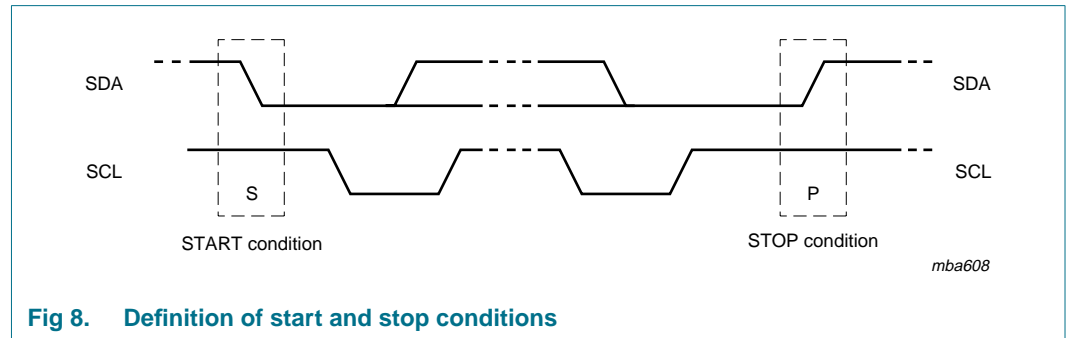 SDA
SDA
SCL
SCL
S
P
START condition
STOP condition
mba608
Fig 8. Definition of start and stop conditions